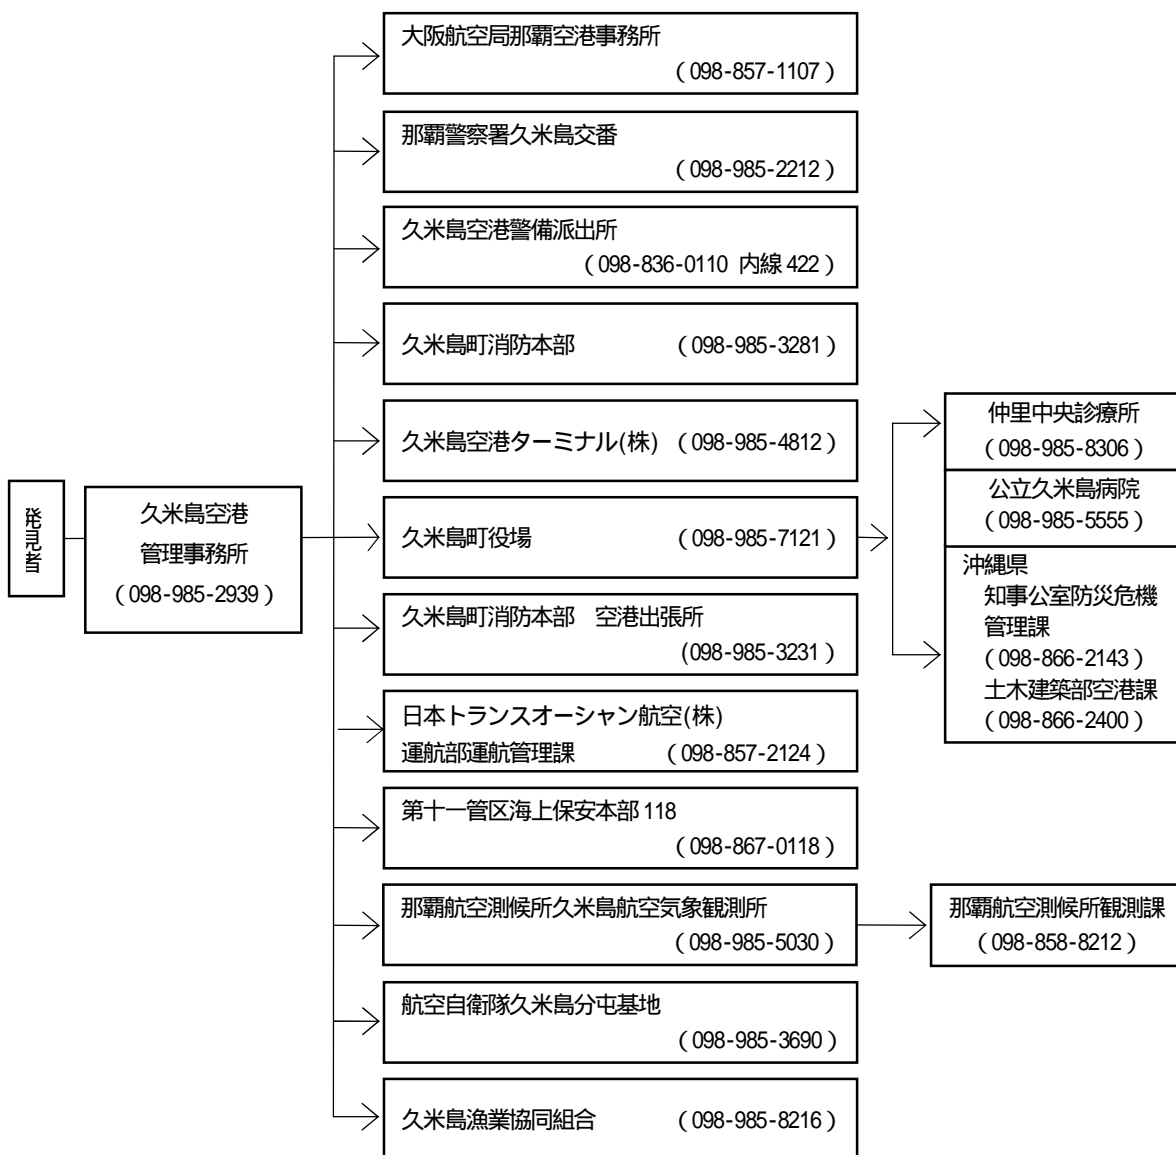 発見者
久米島空港
管理事務所
（098-985-2939）
大阪航空局那覇空港事務所
（098-857-1107）
那覇警察署久米島交番
（098-985-2212）
久米島空港警備派出所
（098-836-0110 内線 422）
久米島町消防本部 （098-985-3281）
久米島空港ターミナル(株) （098-985-4812）
久米島町役場 （098-985-7121）
久米島町消防本部　空港出張所
(098-985-3231）
日本トランスオーシャン航空(株)
運航部運航管理課 （098-857-2124）
第十一管区海上保安本部 118
（098-867-0118）
那覇航空測候所久米島航空気象観測所
（098-985-5030）
航空自衛隊久米島分屯基地
（098-985-3690）
久米島漁業協同組合 （098-985-8216）
仲里中央診療所
（098-985-8306）
公立久米島病院
（098-985-5555）
沖縄県
知事公室防災危機
管理課
（098-866-2143）
土木建築部空港課
（098-866-2400）
那覇航空測候所観測課
（098-858-8212）